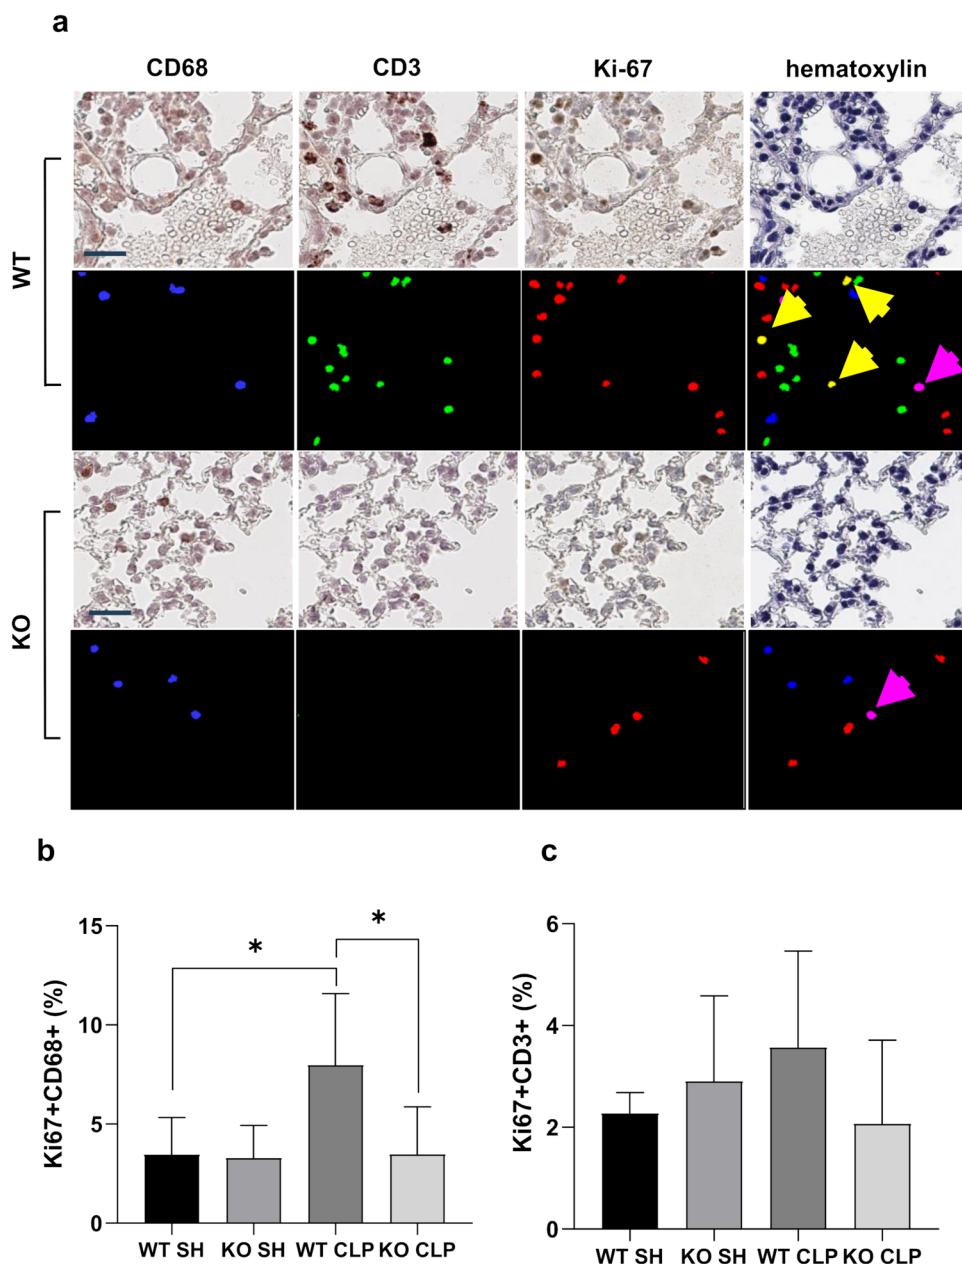 a
CD68 CD3 Ki-67 hematoxylin
WT
KO
b
c
15
10
5
0
Ki67+CD68+ (%)
*
*
WT SH KO SH WT CLP KO CLP
6
4
2
0
Ki67+CD3+ (%)
WT SH KO SH WT CLP KO CLP